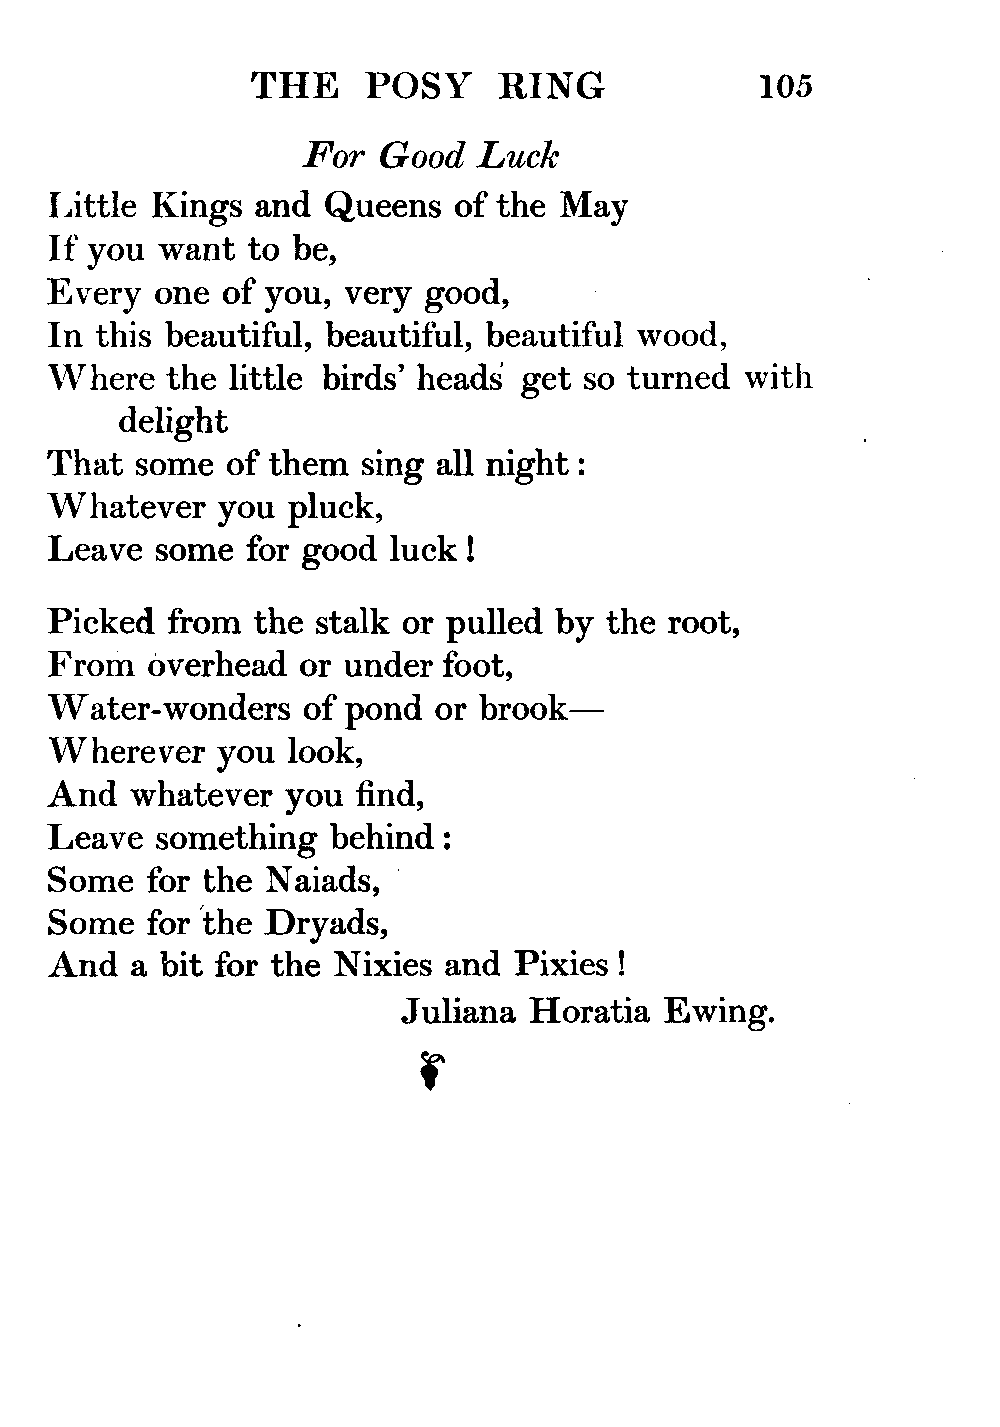 THE POSY RING 105
For Good Luck
Little Kings and Queens of the May
If you want to be,
Every one of you, very good,
In this beautiful, beautiful, beautiful wood,
Where the little birds' heads get so turned with
delight
That some of them sing all night:
Whatever you pluck,
Leave some for good luck!
Picked from the stalk or pulled by the root,
From overhead or under foot,
Water-wonders of pond or brook—
Wherever you look,
And whatever you find,
Leave something behind:
Some for the Naiads,
Some for the Dryads,
And a bit for the Nixies and Pixies!
Juliana Horatia Ewing.